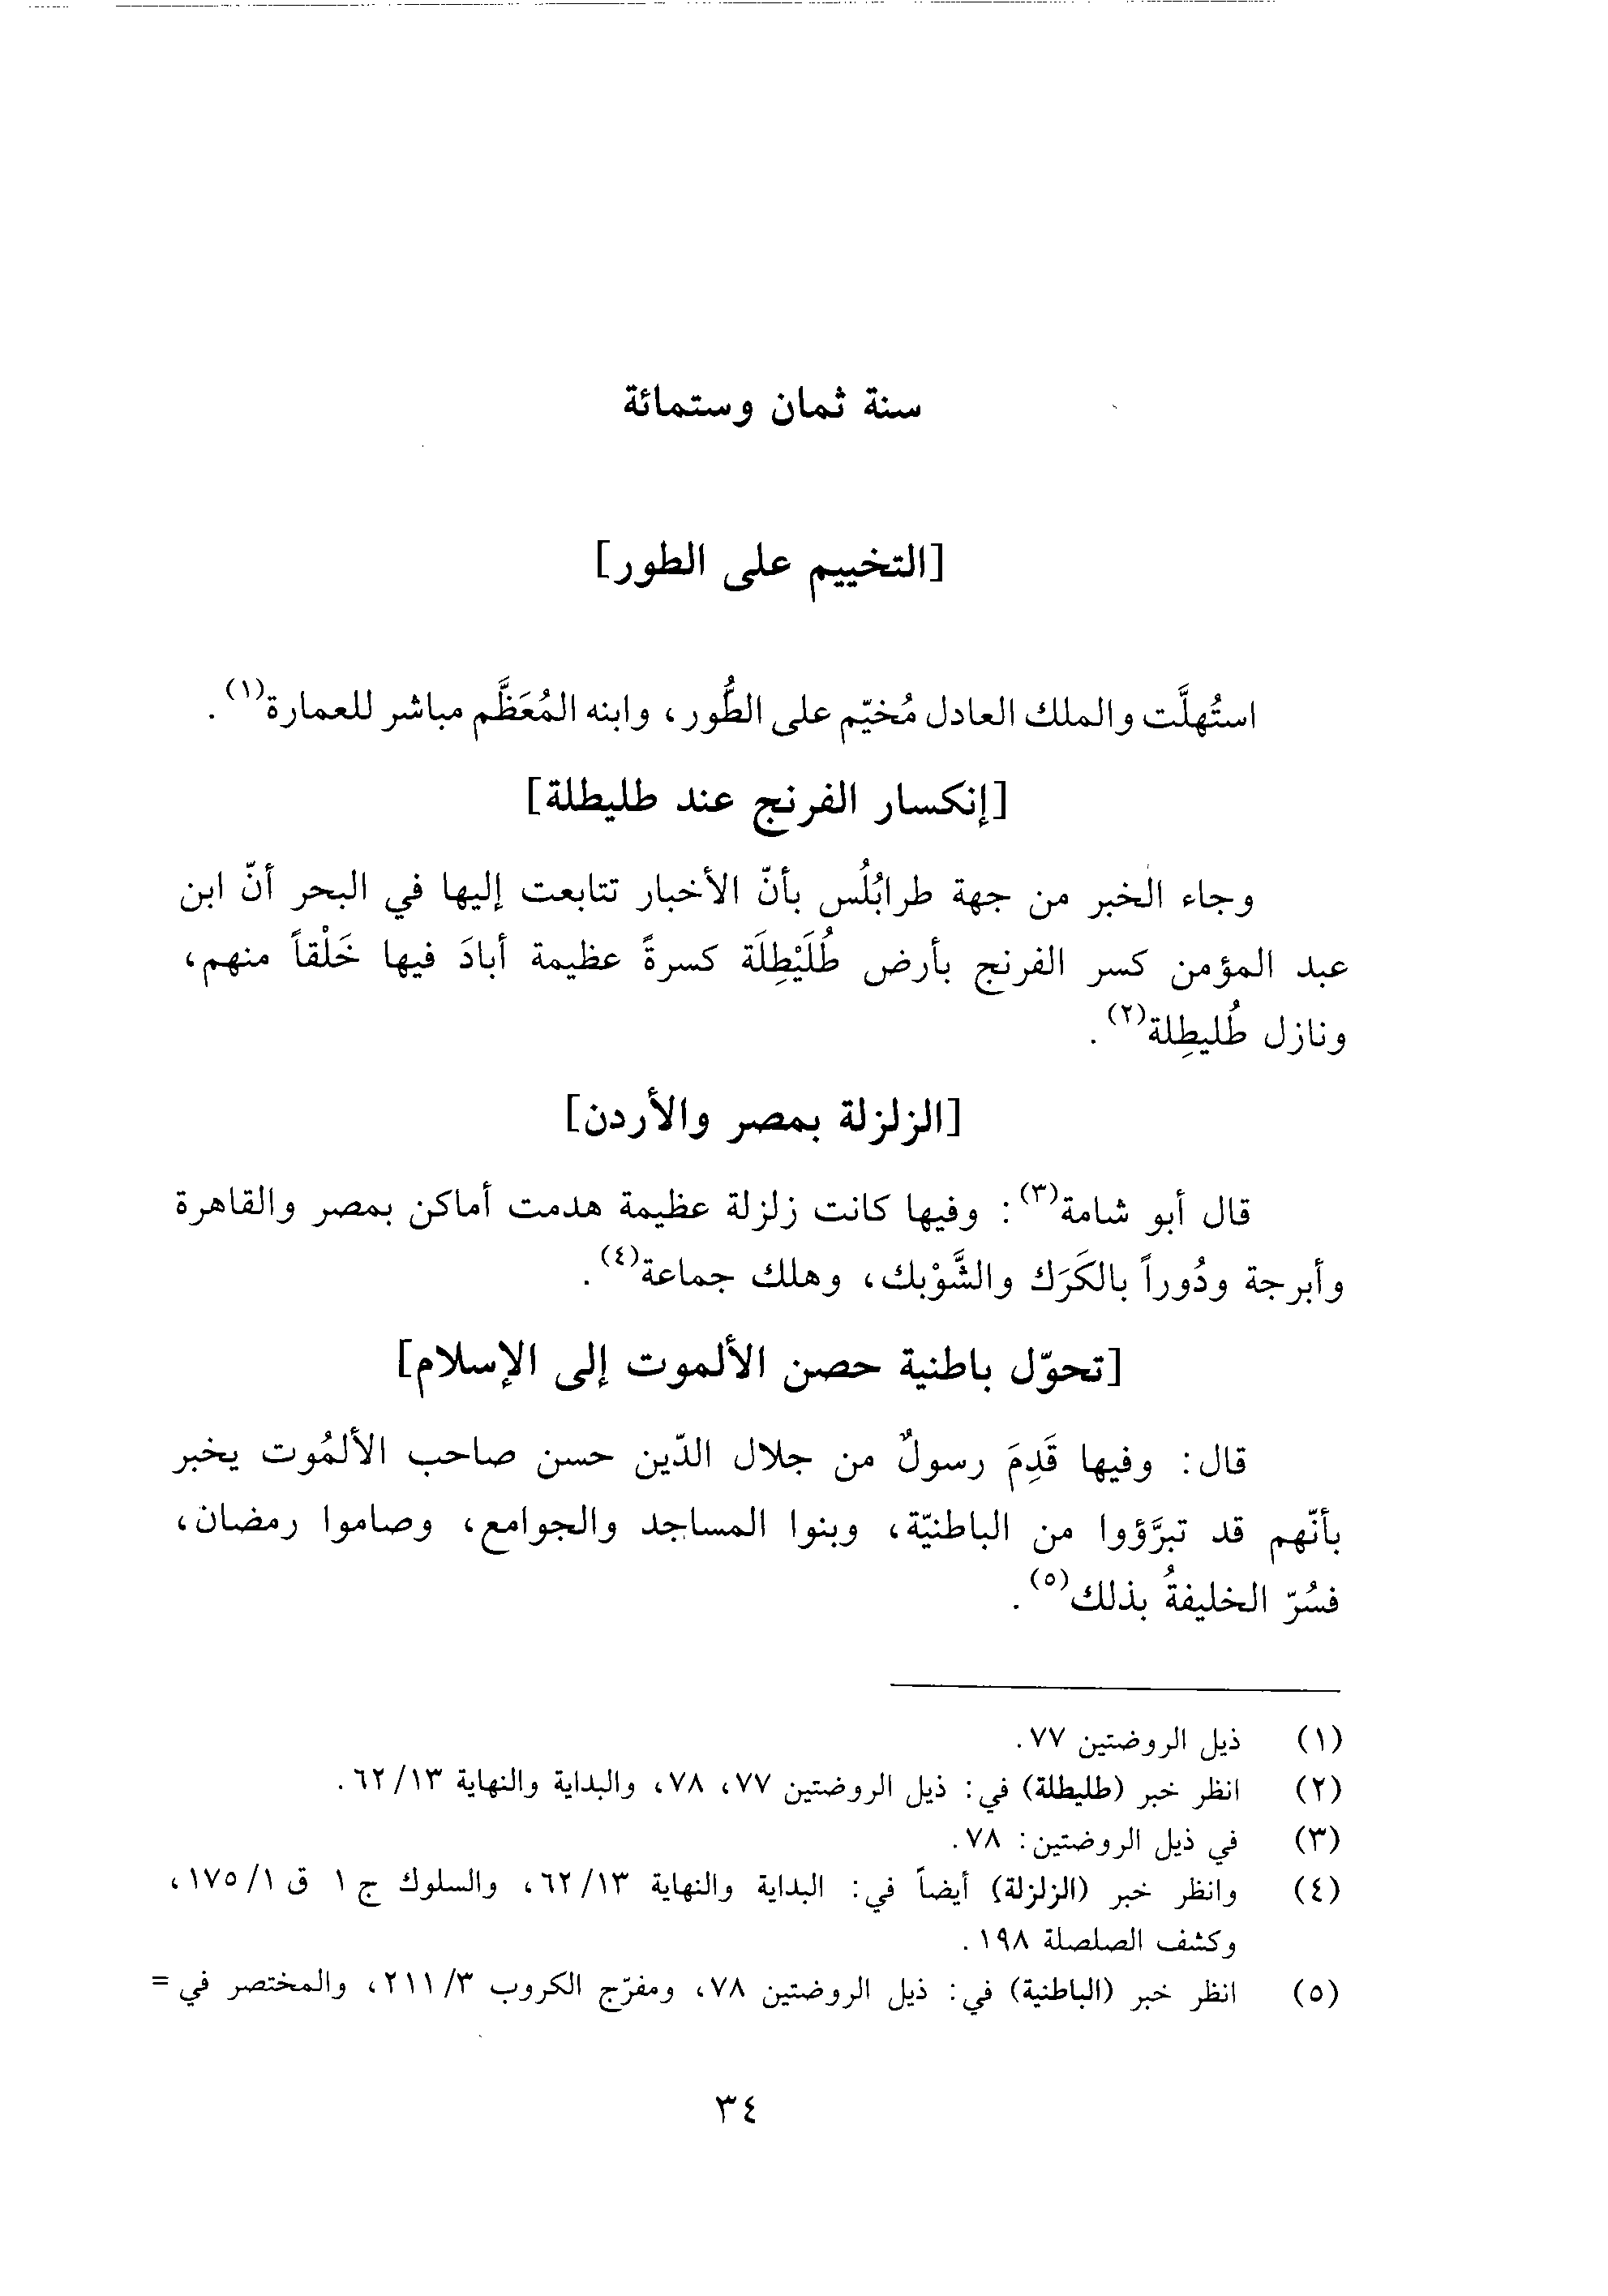 سنة ثمان وستمائة
[التخييم على الطور]
استُهلَّت والملك العادل مُخيّم على الطُّور، وابنه المُعَظَّم مباشر للعمارة(١).
[إنكسار الفرنج عند طليطلة]
وجاء الخبر من جهة طرابُلُس بأنّ الأخبار تتابعت إليها في البحر أنّ ابن
عبد المؤمن كسر الفرنج بأرض طُلَيْطِلَة كسرةً عظيمة أبادَ فيها خَلْقاً منهم،
ونازل طُليطِلة(٢).
[الزلزلة بمصر والأردن]
قال أبو شامة(٣): وفيها كانت زلزلة عظيمة هدمت أماكن بمصر والقاهرة
وأبرجة ودُوراً بالكَرَك والشَّوْبك، وهلك جماعة(٤).
[تحوّل باطنية حصن الألموت إلى الإسلام]
قال: وفيها قَدِمَ رسولٌ من جلال الدّين حسن صاحب الألمُوت يخبر
بأنّهم قد تبرَّؤوا من الباطنيّة، وبنوا المساجد والجوامع، وصاموا رمضان،
فسُرّ الخليفةُ بذلك(٥).
(١) ذيل الروضتين ٧٧.
(٢) انظر خبر (طليطلة) في: ذيل الروضتين ٧٧، ٧٨، والبداية والنهاية ٦٢/١٣.
(٣) في ذيل الروضتين: ٧٨.
(٤) وانظر خبر (الزلزلة) أيضاً في: البداية والنهاية ٦٢/١٣، والسلوك ج ١ ق ١٧٥/١،
وكشف الصلصلة ١٩٨.
(٥) انظر خبر (الباطنية) في: ذيل الروضتين ٧٨، ومفرّج الكروب ٢١١/٣، والمختصر في =
٣٤